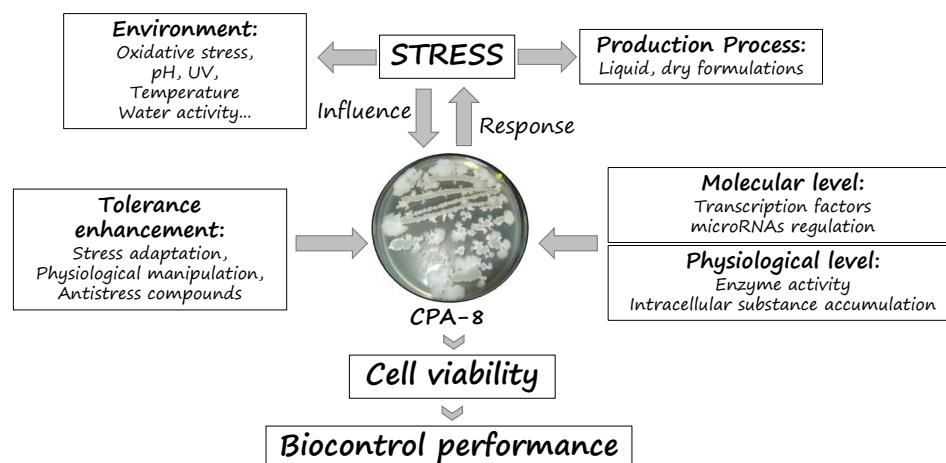 Environment:
Oxidative stress,
pH, UV,
Temperature
Water activity...
STRESS
Production Process:
Liquid, dry formulations
Influence
Response
Tolerance
enhancement:
Stress adaptation,
Physiological manipulation,
Antistress compounds
Molecular level:
Transcription factors
microRNAs regulation
Physiological level:
Enzyme activity
Intracellular substance accumulation
CPA-8
Cell viability
Biocontrol performance